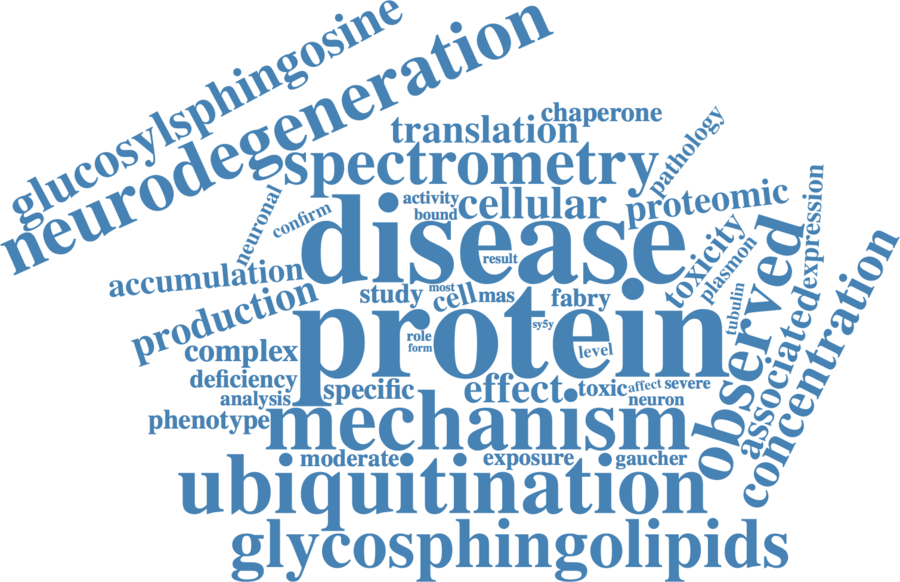 glucosylsphingosine
neurodegeneration
chaperone
translation
spectrometry
pathology
neuronal
confirm
activity
bound
cellular
proteomic
expression
disease
result
toxicity
plasmon
observed
accumulation
study
most
cell
mas
fabry
tubulin
associated
concentration
production
protein
sy5y
role
form
level
complex
deficiency
analysis
specific
effect
toxic
affect
severe
neuron
phenotype
mechanism
moderate
exposure
gaucher
ubiquitination
glycosphingolipids